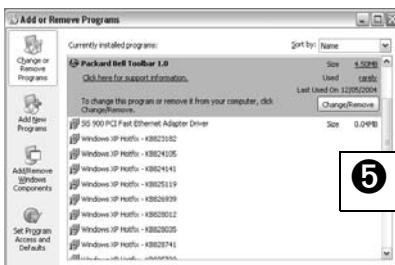 Add or Remove Programs
Change or Remove Programs
Currently installed programs:
Sort by: Name
Packard Bell Toolbar 1.0
Size 4.50MB
Click here for support information.
Used rarely
Last Used On 12/05/2004
To change this program or remove it from your computer, click Change/Remove.
Change/Remove
Add New Programs
SiS 900 PCI Fast Ethernet Adapter Driver
Size 0.04MB
Windows XP Hotfix - KB823182
Windows XP Hotfix - KB824105
Windows XP Hotfix - KB824141
Add/Remove Windows Components
Windows XP Hotfix - KB825119
Windows XP Hotfix - KB826939
Windows XP Hotfix - KB828012
Set Program Access and Defaults
Windows XP Hotfix - KB828035
Windows XP Hotfix - KB828741
5